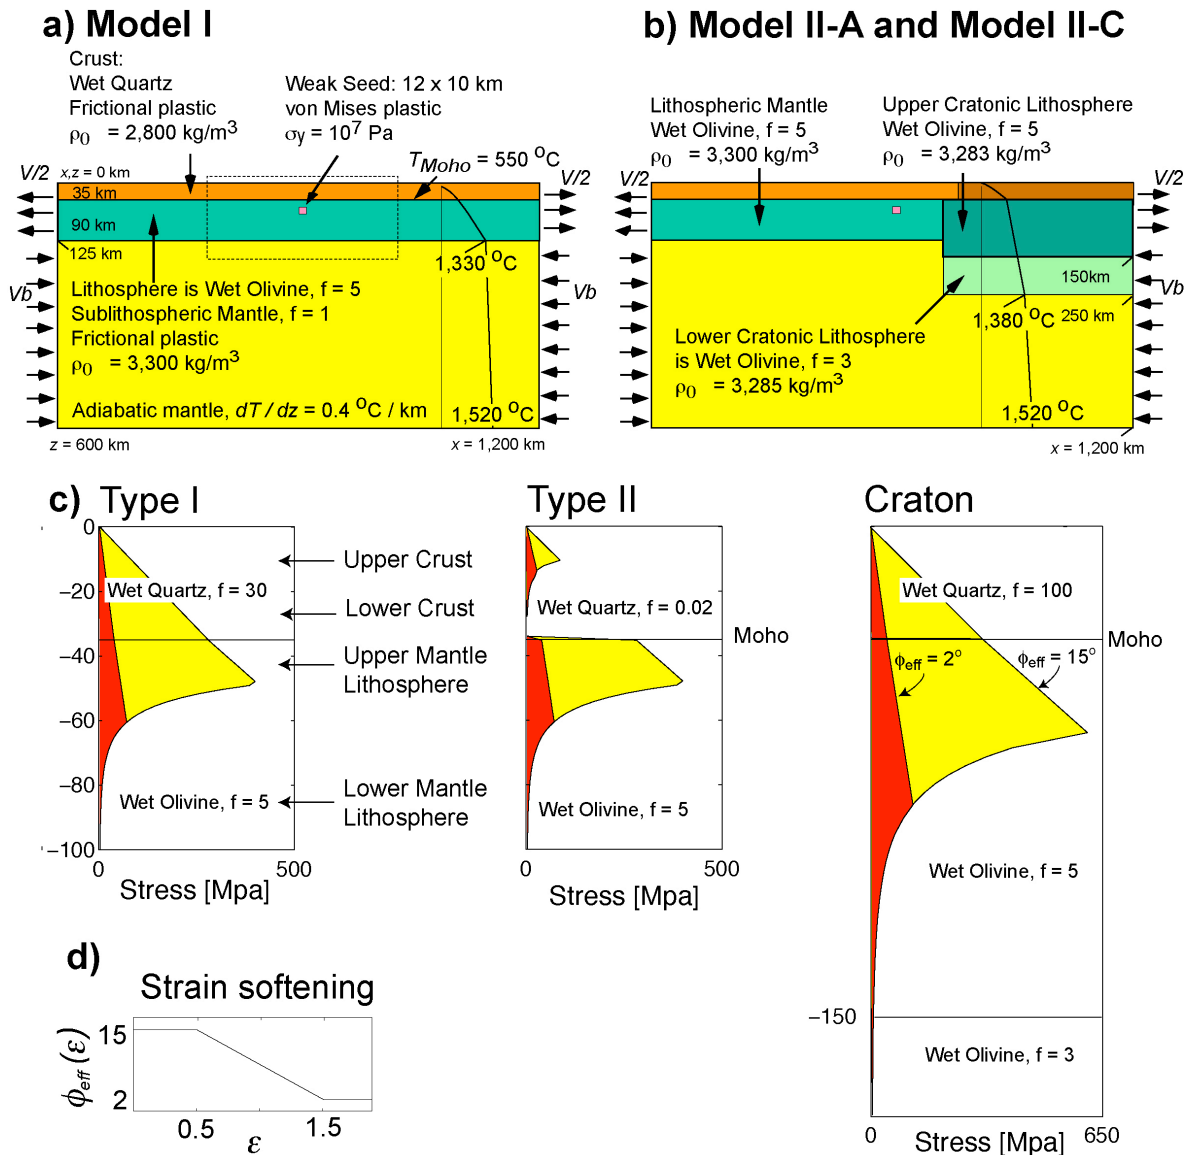 a) Model I
Crust:
Wet Quartz
Frictional plastic
ρ0 = 2,800 kg/m3
Weak Seed: 12 x 10 km
von Mises plastic
σy = 10⁷ Pa
TMoho = 550 oC
V/2
x,z = 0 km
V/2
35 km
90 km
125 km
1,330 oC
Vb
Lithosphere is Wet Olivine, f = 5
Sublithospheric Mantle, f = 1
Frictional plastic
ρ0 = 3,300 kg/m3
Adiabatic mantle, dT / dz = 0.4 oC / km
1,520 oC
z = 600 km
x = 1,200 km
b) Model II-A and Model II-C
Lithospheric Mantle
Wet Olivine, f = 5
ρ0 = 3,300 kg/m3
Upper Cratonic Lithosphere
Wet Olivine, f = 5
ρ0 = 3,283 kg/m3
V/2
V/2
150km
Vb
250 km
1,380 oC
Lower Cratonic Lithosphere
is Wet Olivine, f = 3
ρ0 = 3,285 kg/m3
1,520 oC
x = 1,200 km
c) Type I
0
Wet Quartz, f = 30
−20
−40
−60
−80
Wet Olivine, f = 5
−100
0
500
Stress [Mpa]
Upper Crust
Lower Crust
Upper Mantle
Lithosphere
Lower Mantle
Lithosphere
Type II
Wet Quartz, f = 0.02
Moho
Wet Olivine, f = 5
0
500
Stress [Mpa]
Craton
Wet Quartz, f = 100
Moho
ϕeff = 2o
ϕeff = 15o
Wet Olivine, f = 5
−150
Wet Olivine, f = 3
0
650
Stress [Mpa]
d)
Strain softening
ϕeff (ε)
15
2
0.5
1.5
ε